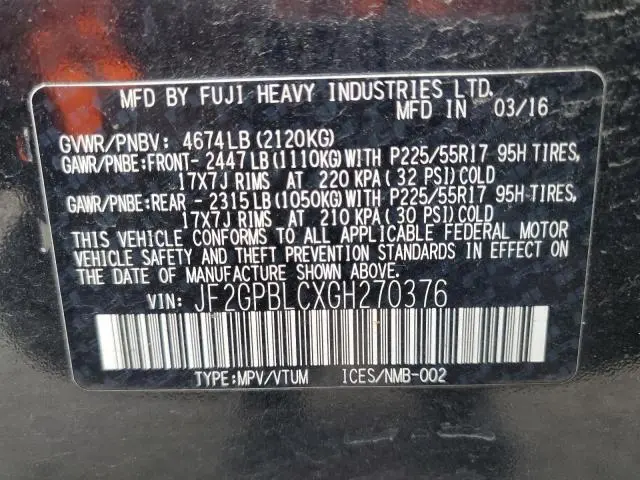 MFD BY FUJI HEAVY INDUSTRIES LTD.
MFD IN 03/16
GVWR/PNBV: 4674LB (2120KG)
GAWR/PNBE:FRONT-2447LB(1110KG)WITH P225/55R17 95H TIRES,
17X7J RIMS AT 220 KPA(32 PSI)COLD
GAWR/PNBE:REAR - 2315LB(1050KG)WITH P225/55R17 95H TIRES,
17X7J RIMS AT 210 KPA(30 PSI)COLD
THIS VEHICLE CONFORMS TO ALL APPLICABLE FEDERAL MOTOR
VEHICLE SAFETY AND THEFT PREVENTION STANDARDS IN EFFECT ON
THE DATE OF MANUFACTURE SHOWN ABOVE.
VIN: JF2GPBLCXGH270376
TYPE:MPV/VTUM ICES/NMB-002